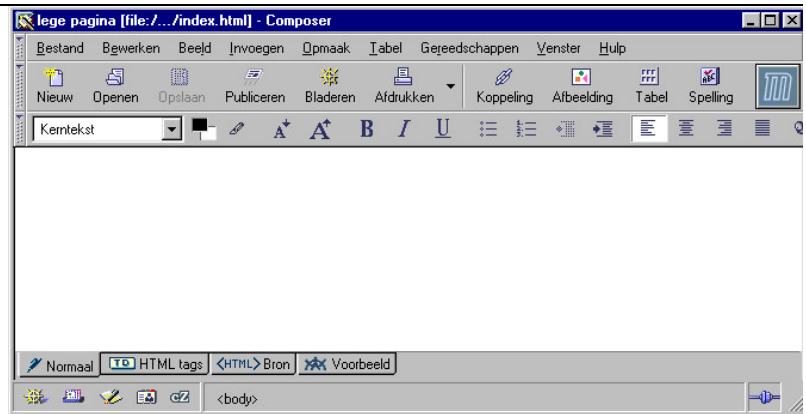 lege pagina [file:/.../index.html] - Composer
Bestand Bewerken Beeld Invoegen Opmaak Tabel Gereedschappen Venster Hulp
Nieuw Openen Opslaan Publiceren Bladeren Afdrukken Koppeling Afbeelding Tabel Spelling
Kerntekst B I U
Normaal TD HTML tags <HTML> Bron Voorbeeld
<body>